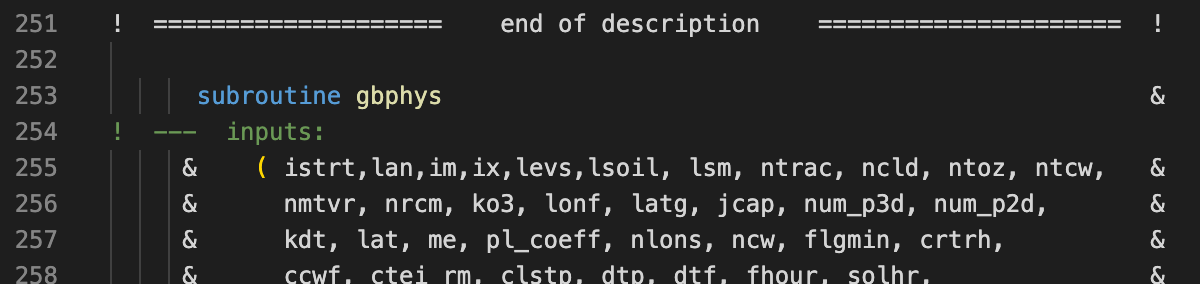 251 ! ==================== end of description ===================== !
252
253 subroutine gbphys &
254 ! --- inputs:
255 & ( istrt,lan,im,ix,levs,lsoil, lsm, ntrac, ncld, ntoz, ntcw, &
256 & nmtvr, nrcm, ko3, lonf, latg, jcap, num_p3d, num_p2d, &
257 & kdt, lat, me, pl_coeff, nlons, ncw, flgmin, crtrh, &
258 & ccwf, ctei_rm, clstp, dtp, dtf, fhour, solhr, &